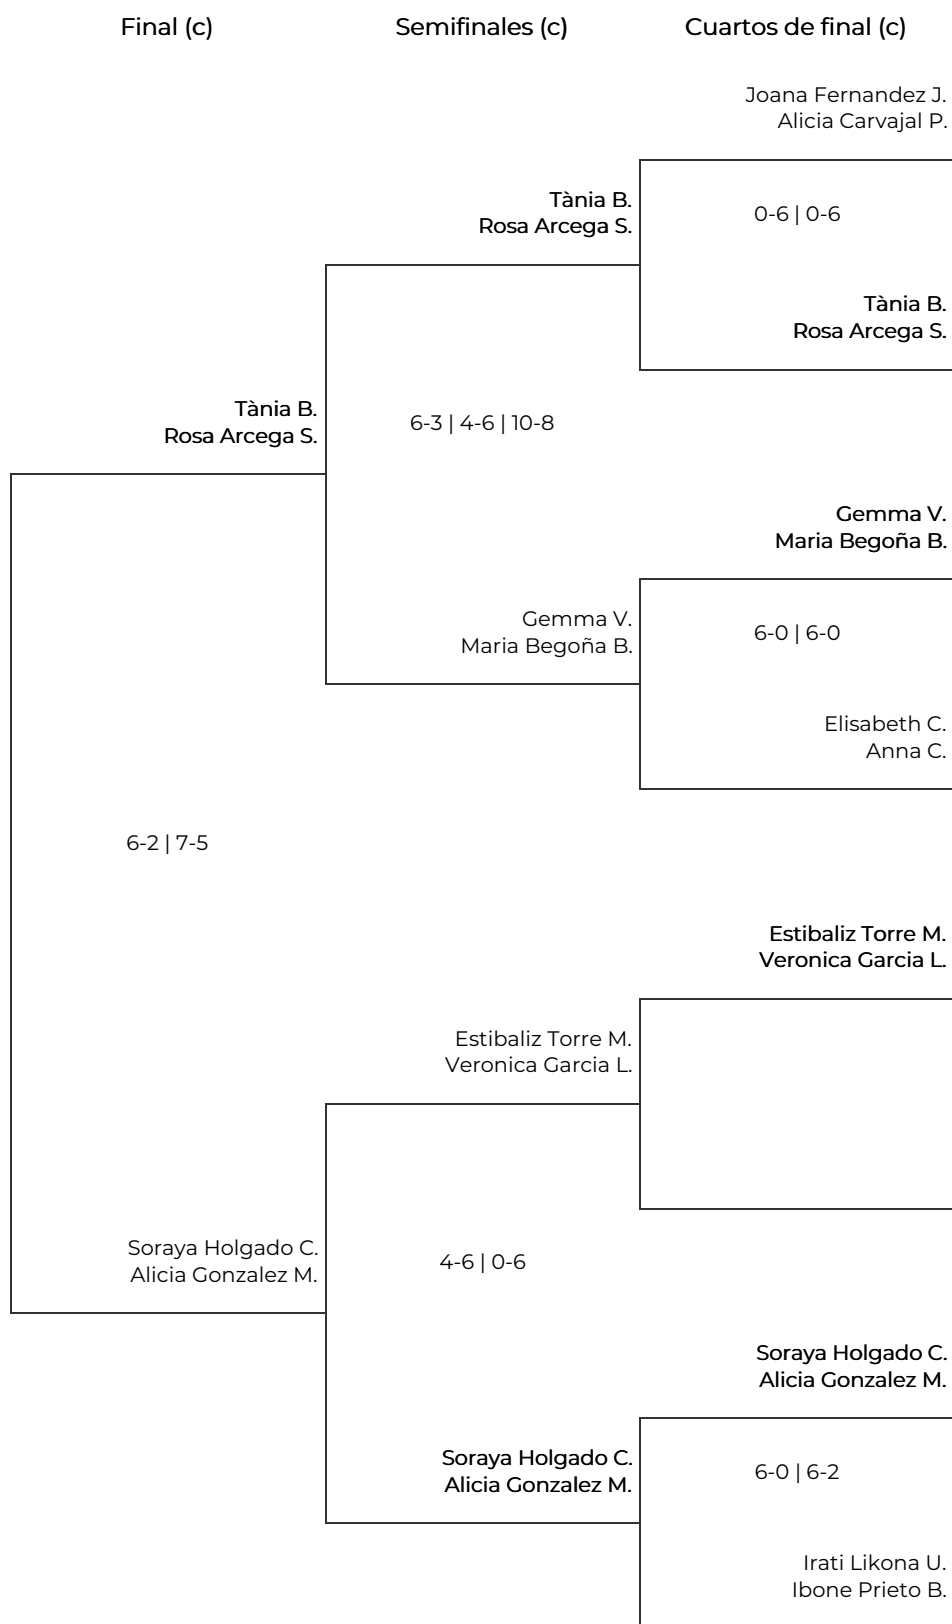 Final (c)
Semifinales (c)
Cuartos de final (c)
Joana Fernandez J.
Alicia Carvajal P.
Tània B.
Rosa Arcega S.
0-6 | 0-6
Tània B.
Rosa Arcega S.
Tània B.
Rosa Arcega S.
6-3 | 4-6 | 10-8
Gemma V.
Maria Begoña B.
Gemma V.
Maria Begoña B.
6-0 | 6-0
Elisabeth C.
Anna C.
6-2 | 7-5
Estibaliz Torre M.
Veronica Garcia L.
Estibaliz Torre M.
Veronica Garcia L.
Soraya Holgado C.
Alicia Gonzalez M.
4-6 | 0-6
Soraya Holgado C.
Alicia Gonzalez M.
Soraya Holgado C.
Alicia Gonzalez M.
6-0 | 6-2
Irati Likona U.
Ibone Prieto B.